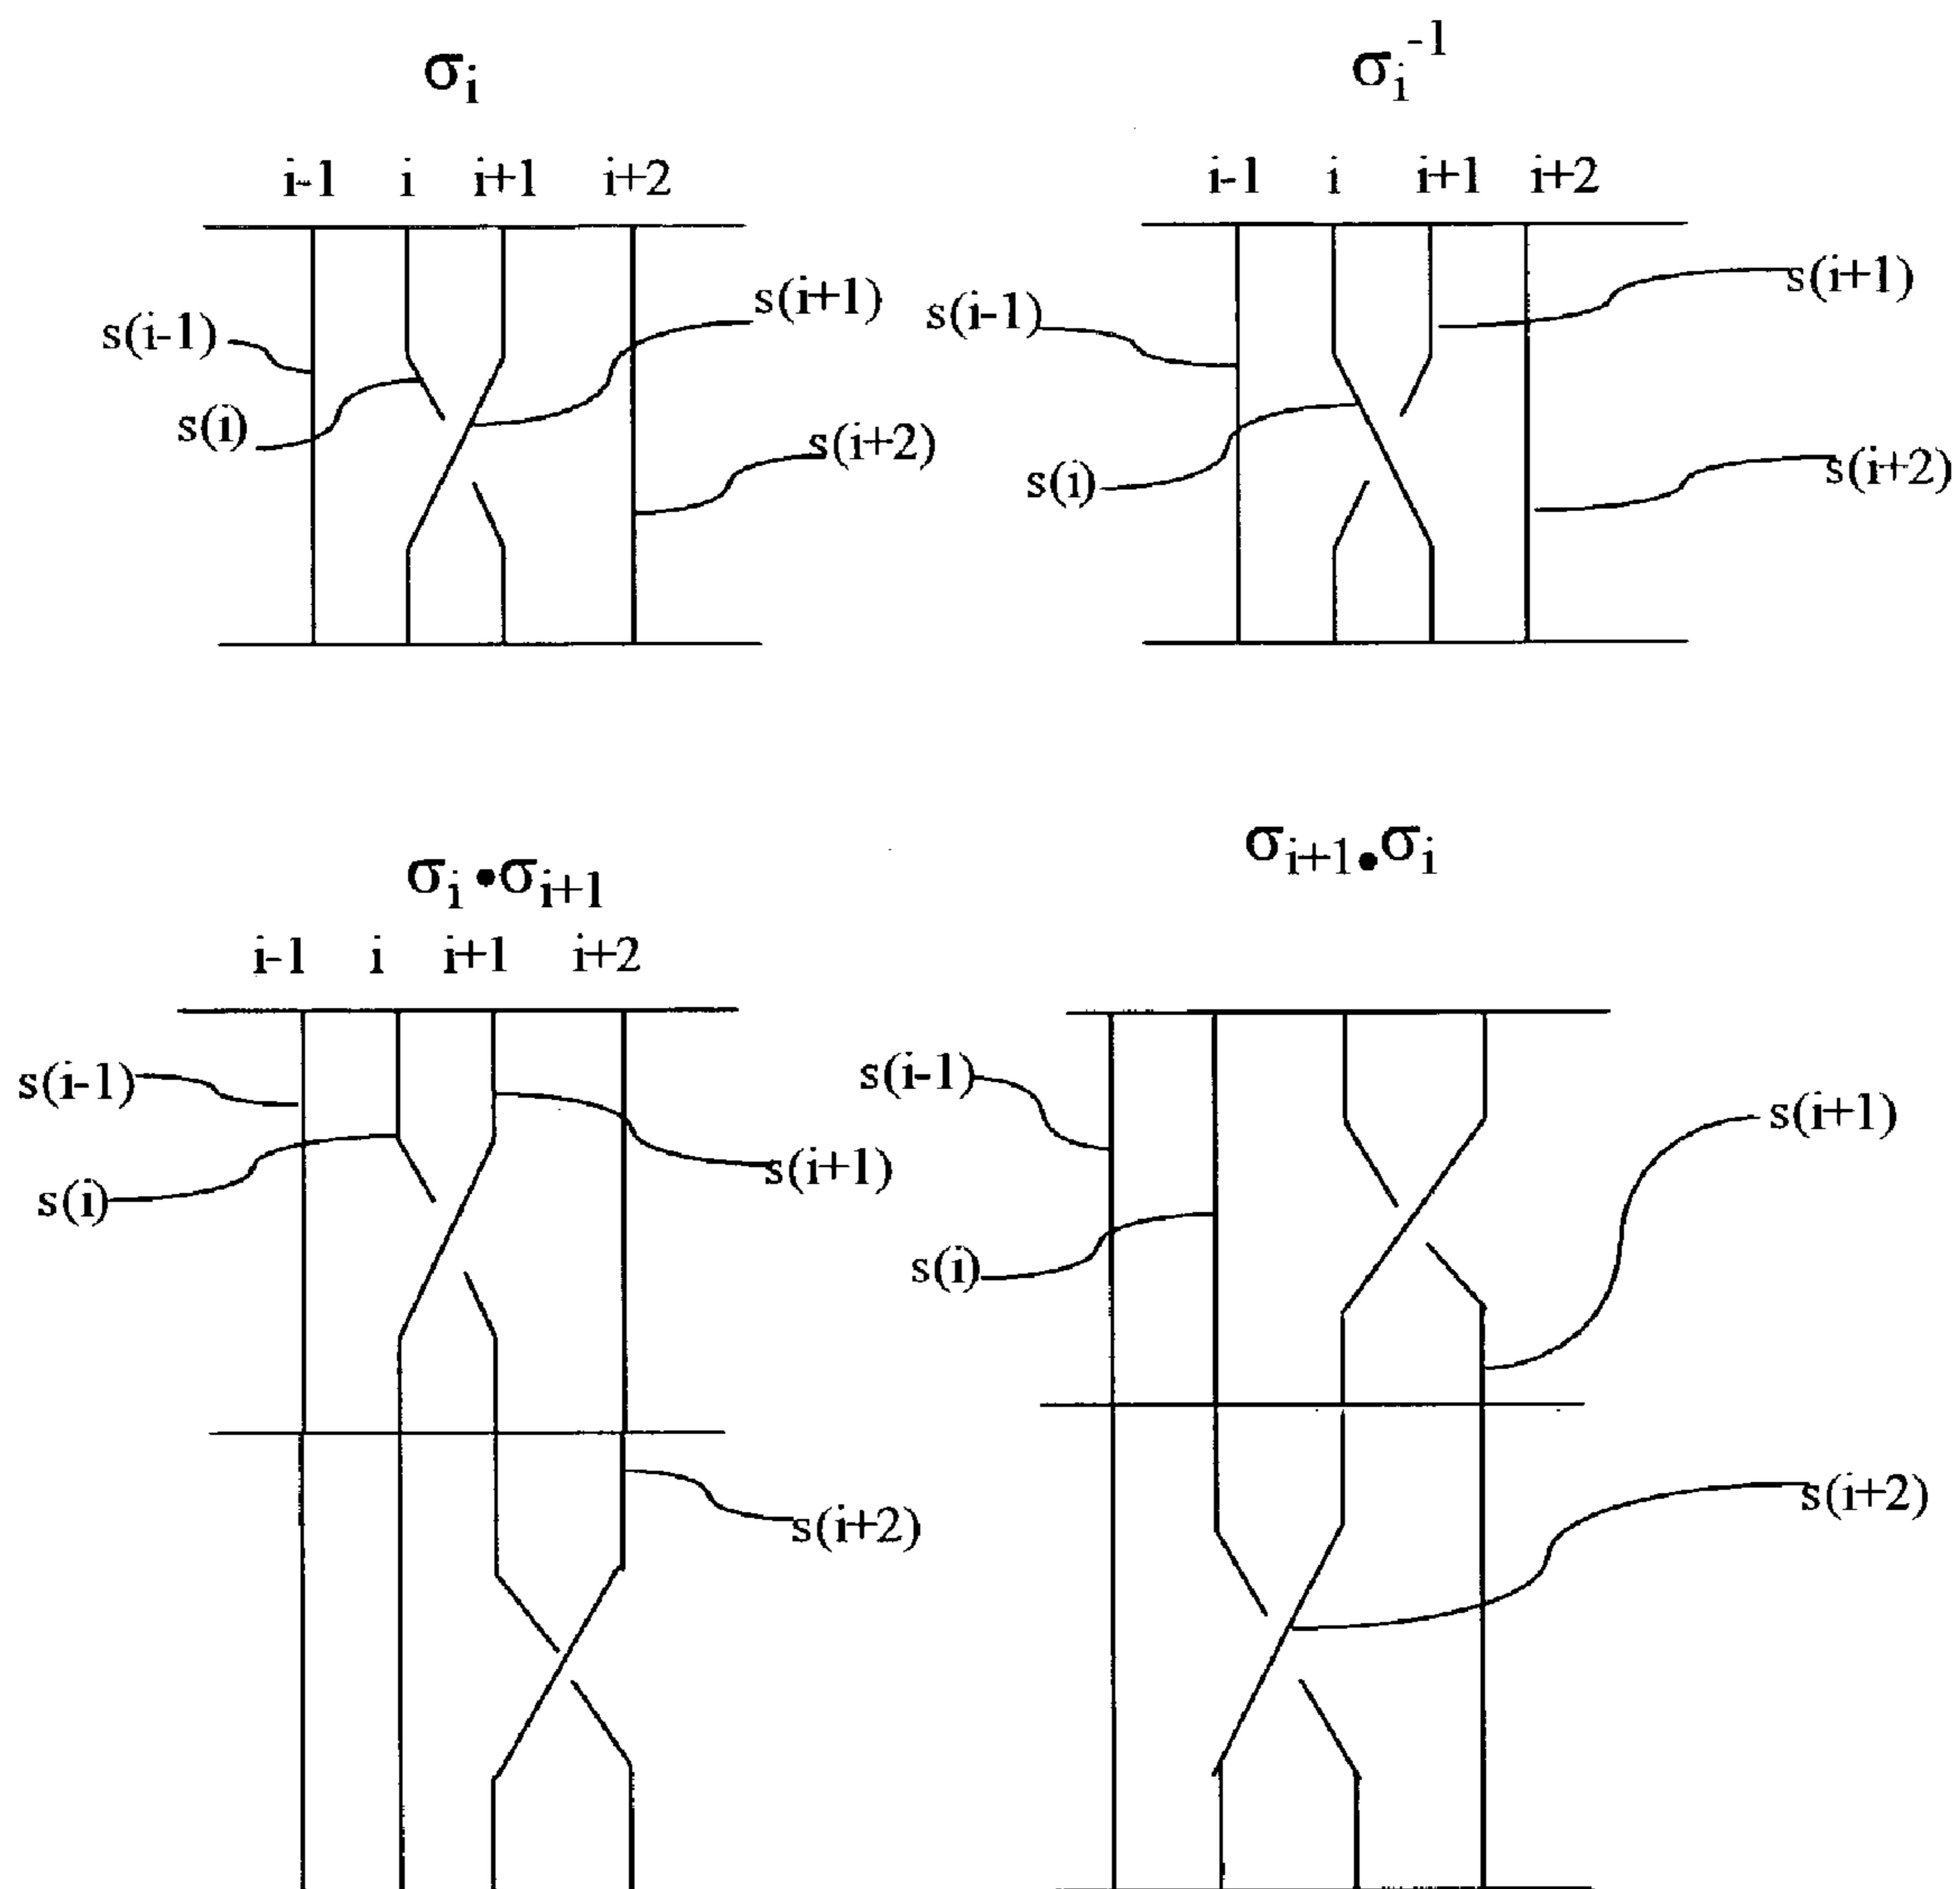 σi
i-1 i i+1 i+2
s(i-1)
s(i)
s(i+1)
s(i+2)
σi-1
i-1 i i+1 i+2
s(i-1)
s(i)
s(i+1)
s(i+2)
σi•σi+1
i-1 i i+1 i+2
s(i-1)
s(i)
s(i+1)
s(i+2)
σi+1•σi
s(i-1)
s(i)
s(i+1)
s(i+2)